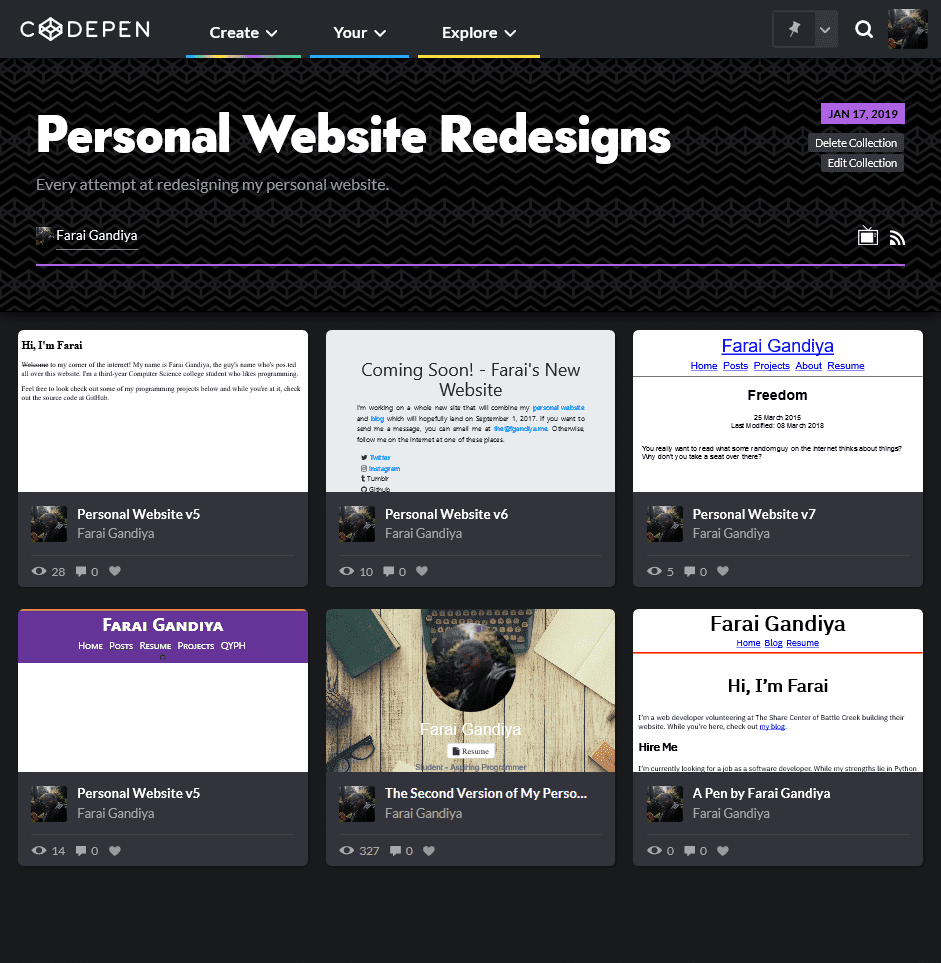 CODEPEN
Create
Your
Explore
Personal Website Redesigns
Every attempt at redesigning my personal website.
JAN 17, 2019
Delete Collection
Edit Collection
Farai Gandiya
Hi, I'm Farai
Welcome to my corner of the internet! My name is Farai Gandiya, the guy's name who's posted
all over this website. I'm a third-year Computer Science college student who likes programming.
Feel free to look check out some of my programming projects below and while you're at it, check
out the source code at GitHub.
Personal Website v5
Farai Gandiya
28
0
Coming Soon! - Farai's New
Website
I'm working on a whole new site that will combine my personal website
and blog which will hopefully land on September 1, 2017. If you want to
send me a message, you can email me at the@fgandiya.me. Otherwise,
follow me on the Internet at one of these places.
Twitter
Instagram
Tumblr
Github
Personal Website v6
Farai Gandiya
10
0
Farai Gandiya
Home Posts Projects About Resume
Freedom
25 March 2015
Last Modified: 08 March 2018
You really want to read what some random guy on the internet thinks about things?
Why don't you take a seat over there?
Personal Website v7
Farai Gandiya
5
0
Farai Gandiya
Home Posts Resume Projects QYPH
Personal Website v5
Farai Gandiya
14
0
Farai Gandiya
Resume
Student - Aspiring Programmer
The Second Version of My Perso...
Farai Gandiya
327
0
Farai Gandiya
Home Blog Resume
Hi, I'm Farai
I'm a web developer volunteering at The Share Center of Battle Creek building their
website. While you're here, check out my blog.
Hire Me
I'm currently looking for a job as a software developer. While my strengths lie in Python
A Pen by Farai Gandiya
Farai Gandiya
0
0